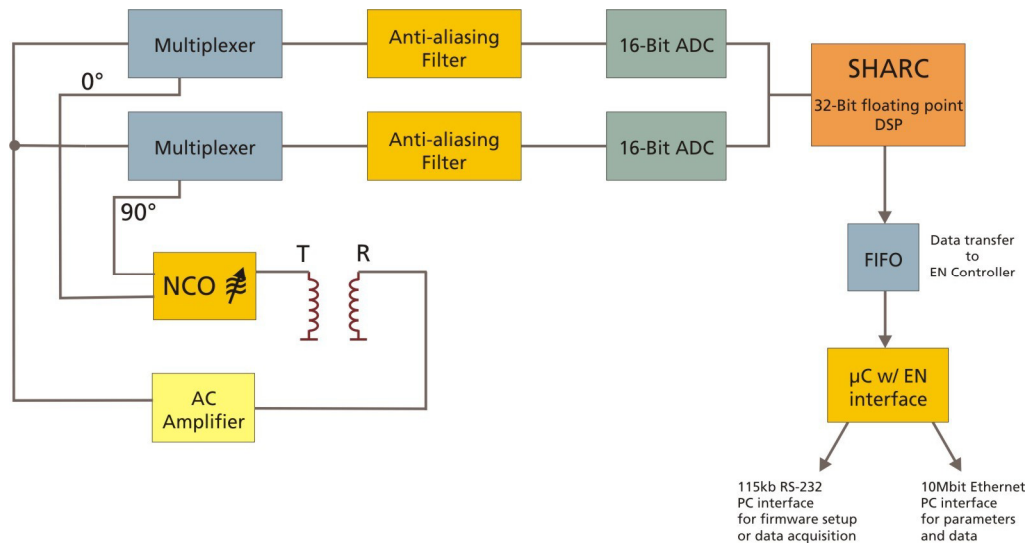 Multiplexer
Anti-aliasing
Filter
16-Bit ADC
SHARC
32-Bit floating point
DSP
0°
Multiplexer
Anti-aliasing
Filter
16-Bit ADC
90°
NCO
T
R
FIFO
Data transfer
to
EN Controller
AC
Amplifier
µC w/ EN
interface
115kb RS-232
PC interface
for firmware setup
or data acquisition
10Mbit Ethernet
PC interface
for parameters
and data